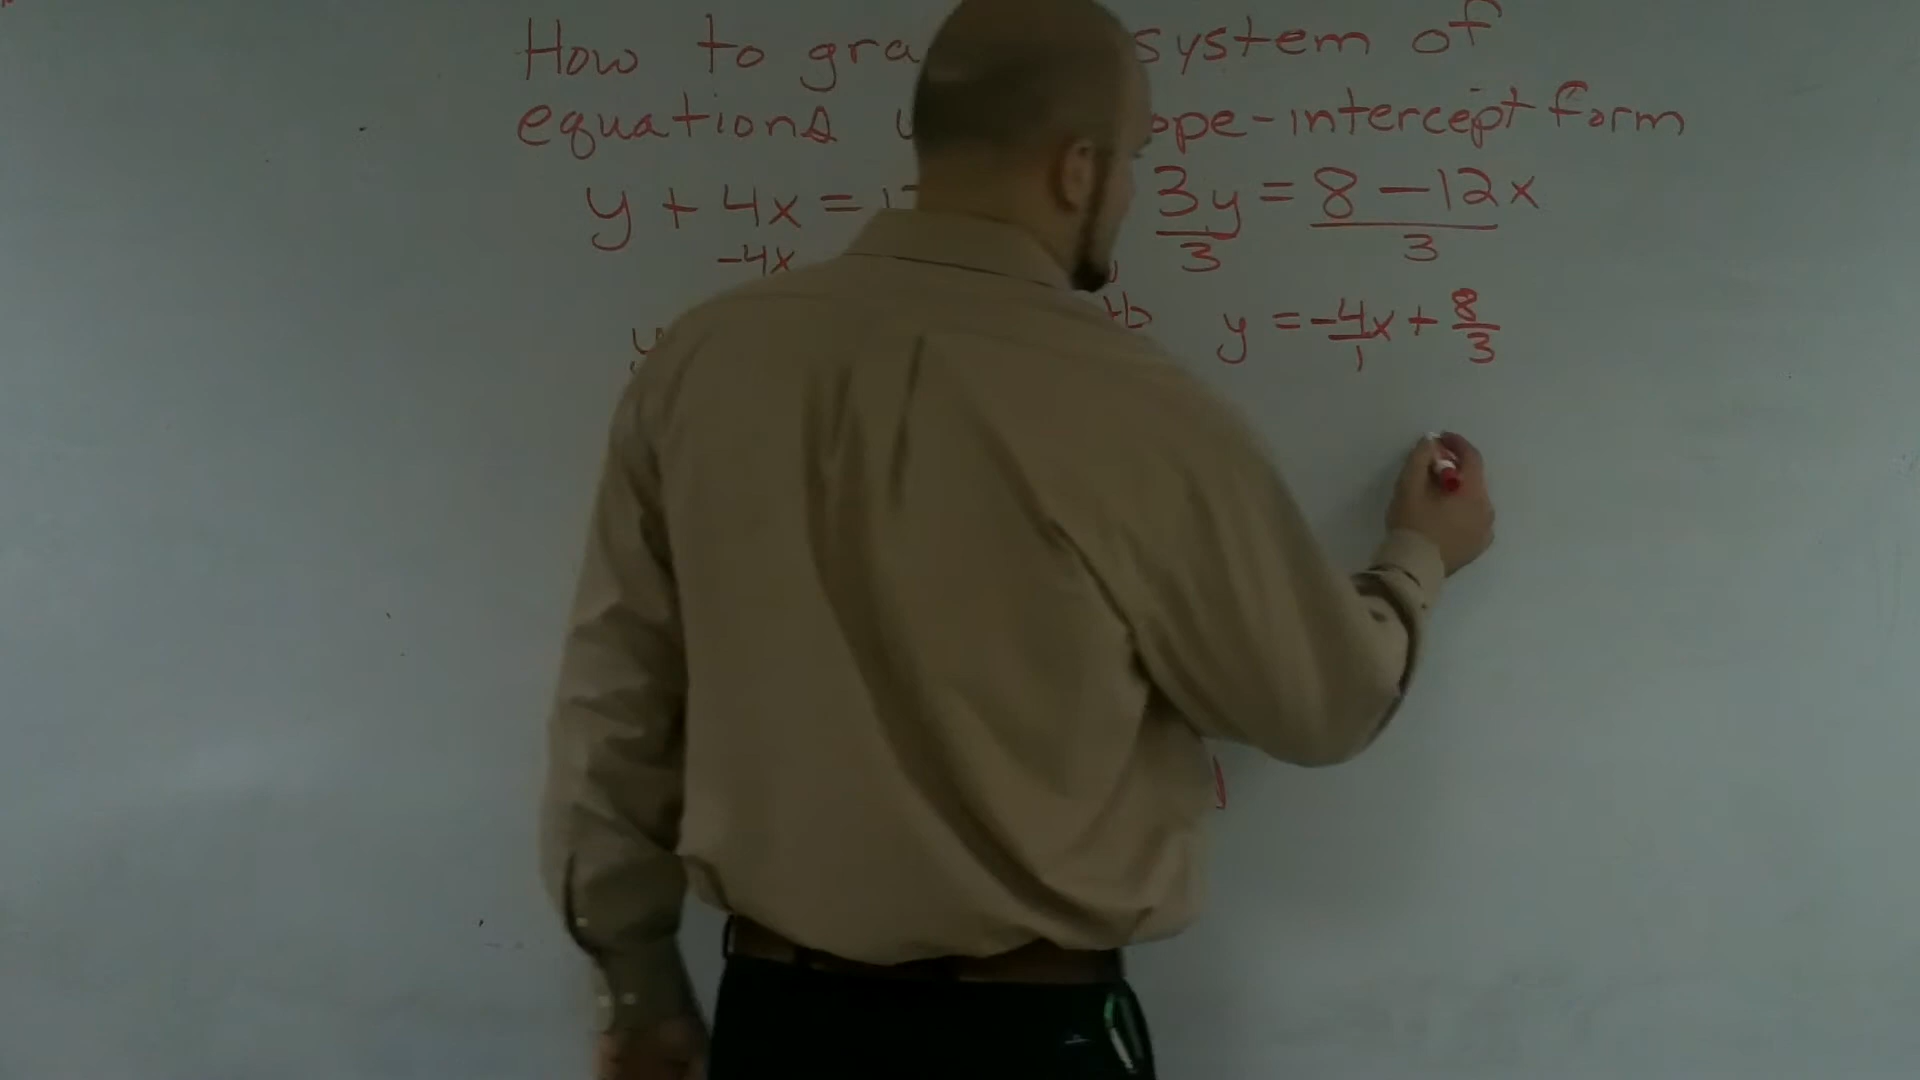 How to gra system of
equations ope-intercept form
y + 4x = 3y = 8 - 12x
-4x 3 3
y +b y = -4/1 x + 8/3